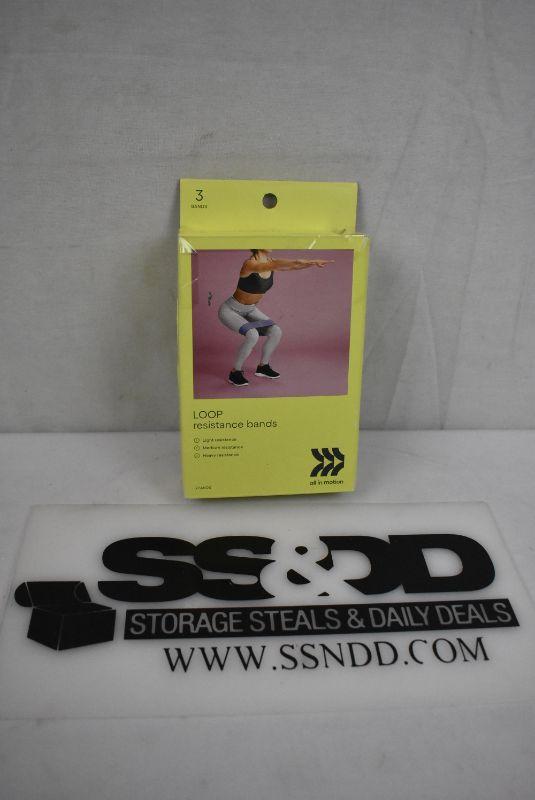 3
BANDS
LOOP
resistance bands
Light resistance
Medium resistance
Heavy resistance
all in motion
SS&DD
STORAGE STEALS & DAILY DEALS
WWW.SSNDD.COM